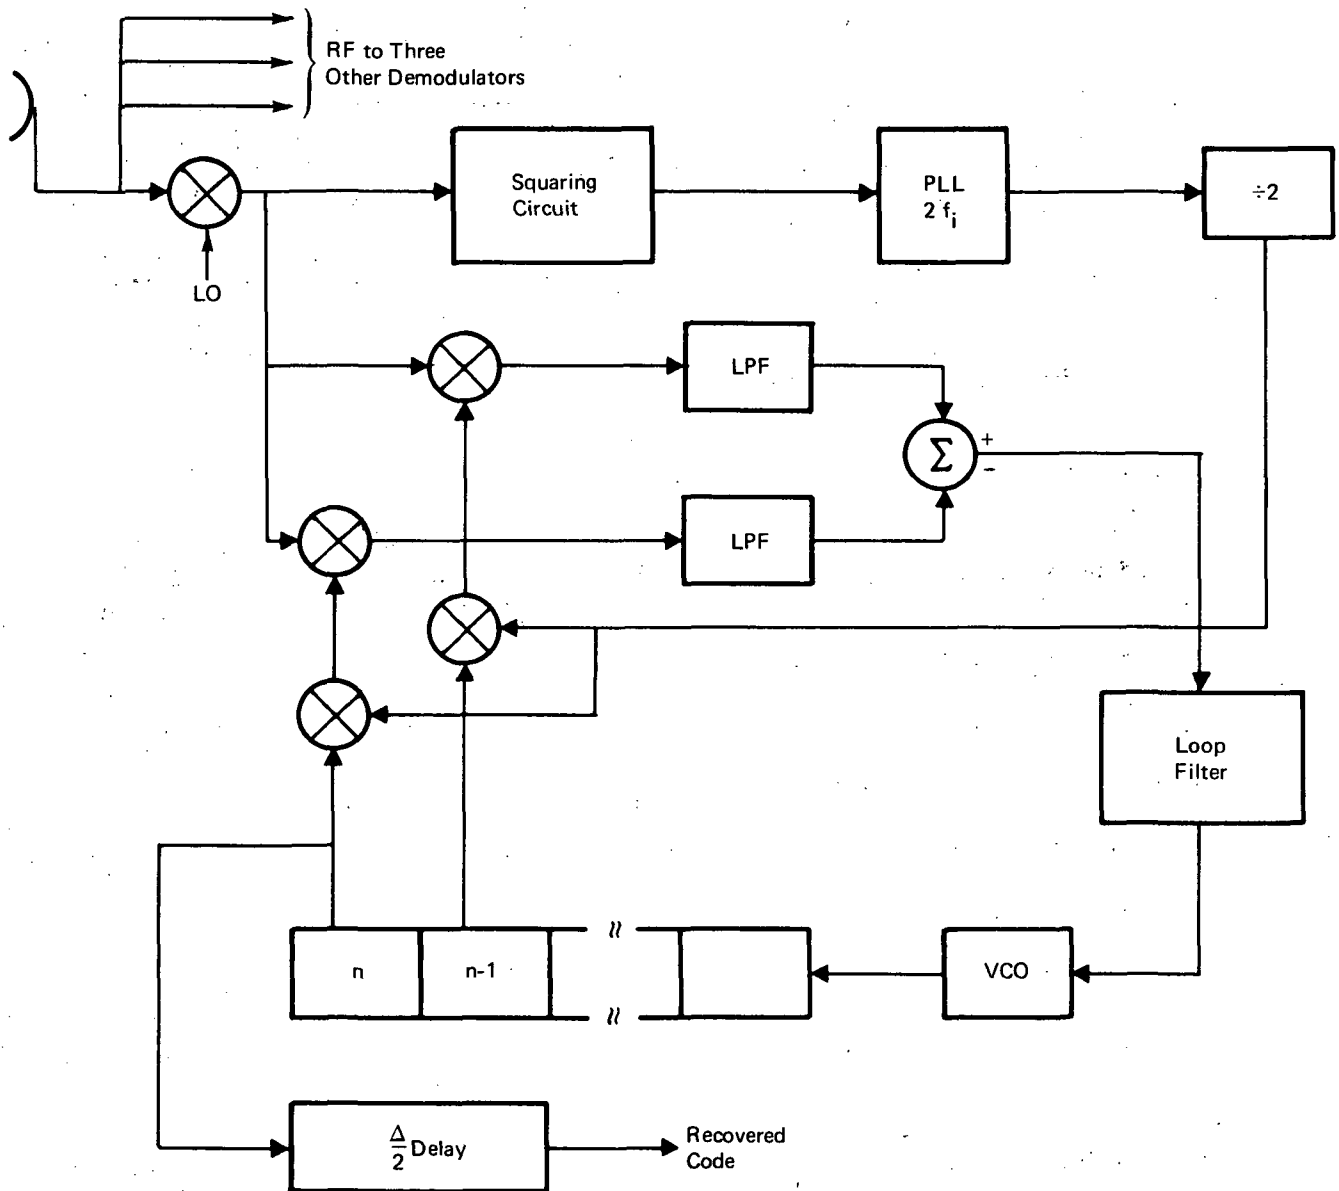 RF to Three
Other Demodulators
Squaring
Circuit
PLL
2 fi
÷2
LO
LPF
Σ
+
-
LPF
Loop
Filter
n
n-1
VCO
Δ/2 Delay
Recovered
Code